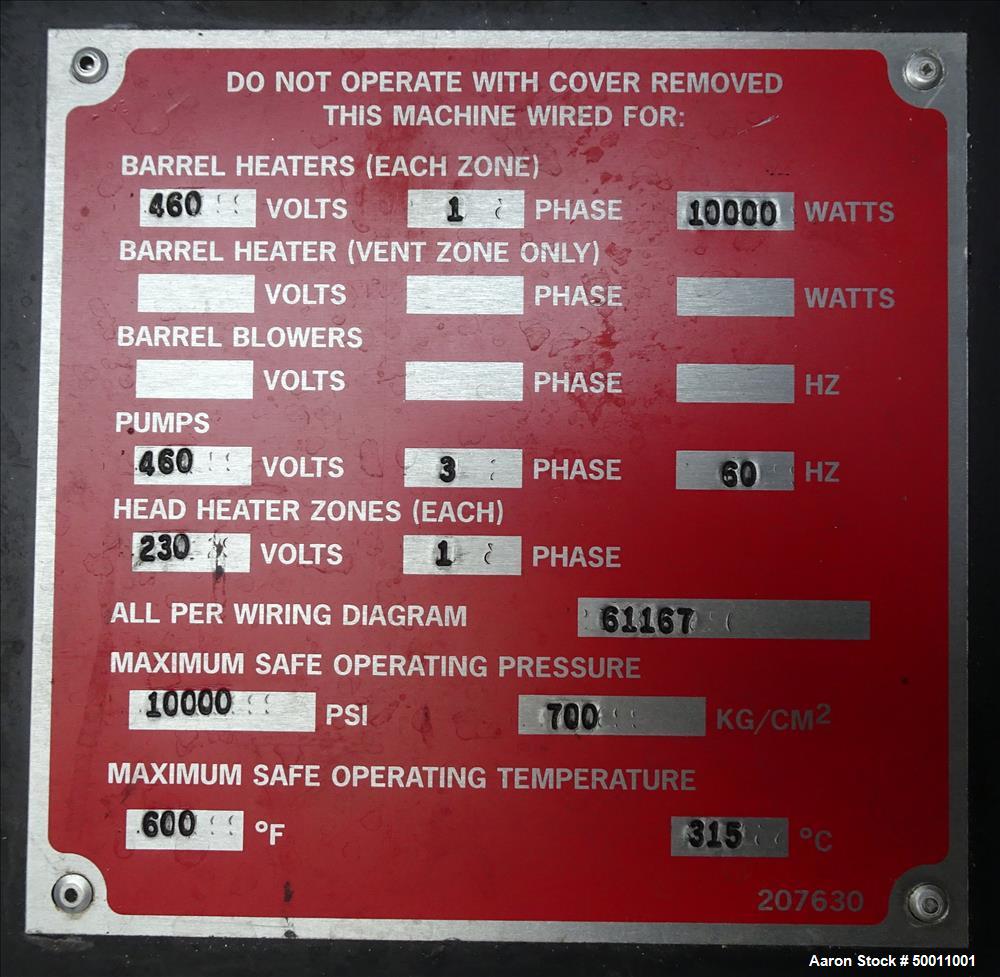 DO NOT OPERATE WITH COVER REMOVED
THIS MACHINE WIRED FOR:
BARREL HEATERS (EACH ZONE)
460 VOLTS 1 PHASE 10000 WATTS
BARREL HEATER (VENT ZONE ONLY)
VOLTS PHASE WATTS
BARREL BLOWERS
VOLTS PHASE HZ
PUMPS
460 VOLTS 3 PHASE 60 HZ
HEAD HEATER ZONES (EACH)
230 VOLTS 1 PHASE
ALL PER WIRING DIAGRAM 61167
MAXIMUM SAFE OPERATING PRESSURE
10000 PSI 700 KG/CM²
MAXIMUM SAFE OPERATING TEMPERATURE
600 °F 315 °C
207630
Aaron Stock # 50011001